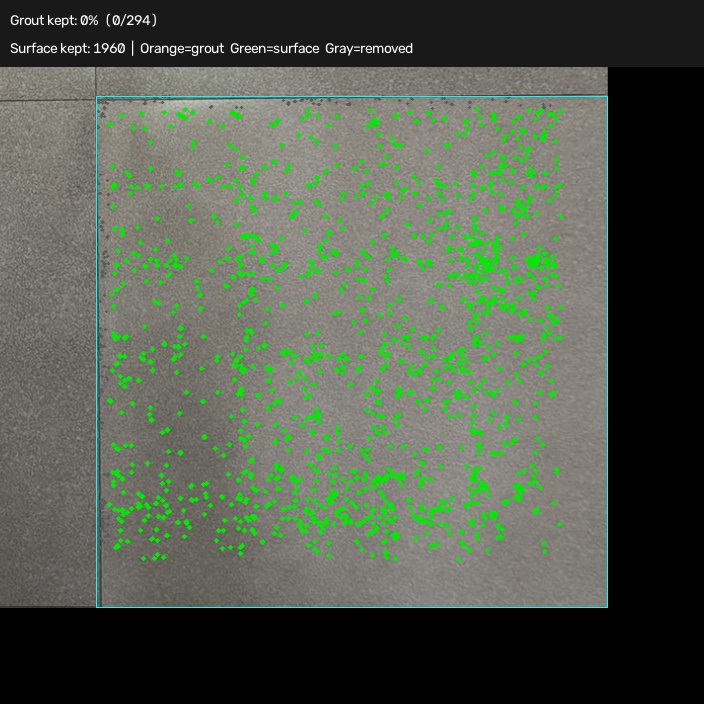 Grout kept: 0% (0/294)
Surface kept: 1960 | Orange=grout Green=surface Gray=removed